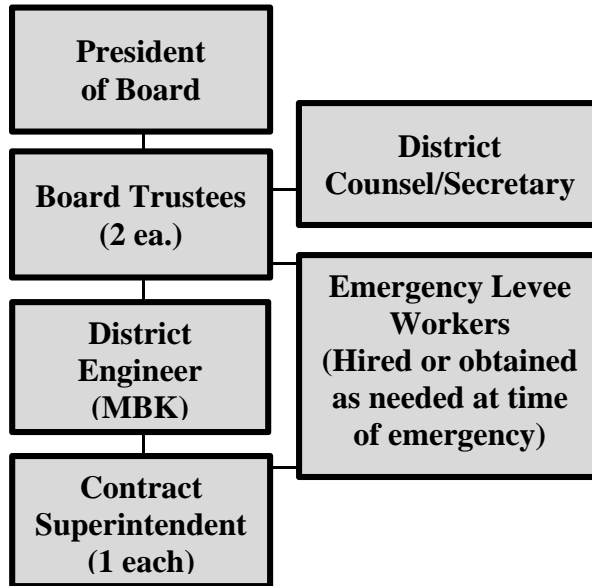 President
of Board
Board Trustees
(2 ea.)
District
Counsel/Secretary
District
Engineer
(MBK)
Emergency Levee
Workers
(Hired or obtained
as needed at time
of emergency)
Contract
Superintendent
(1 each)